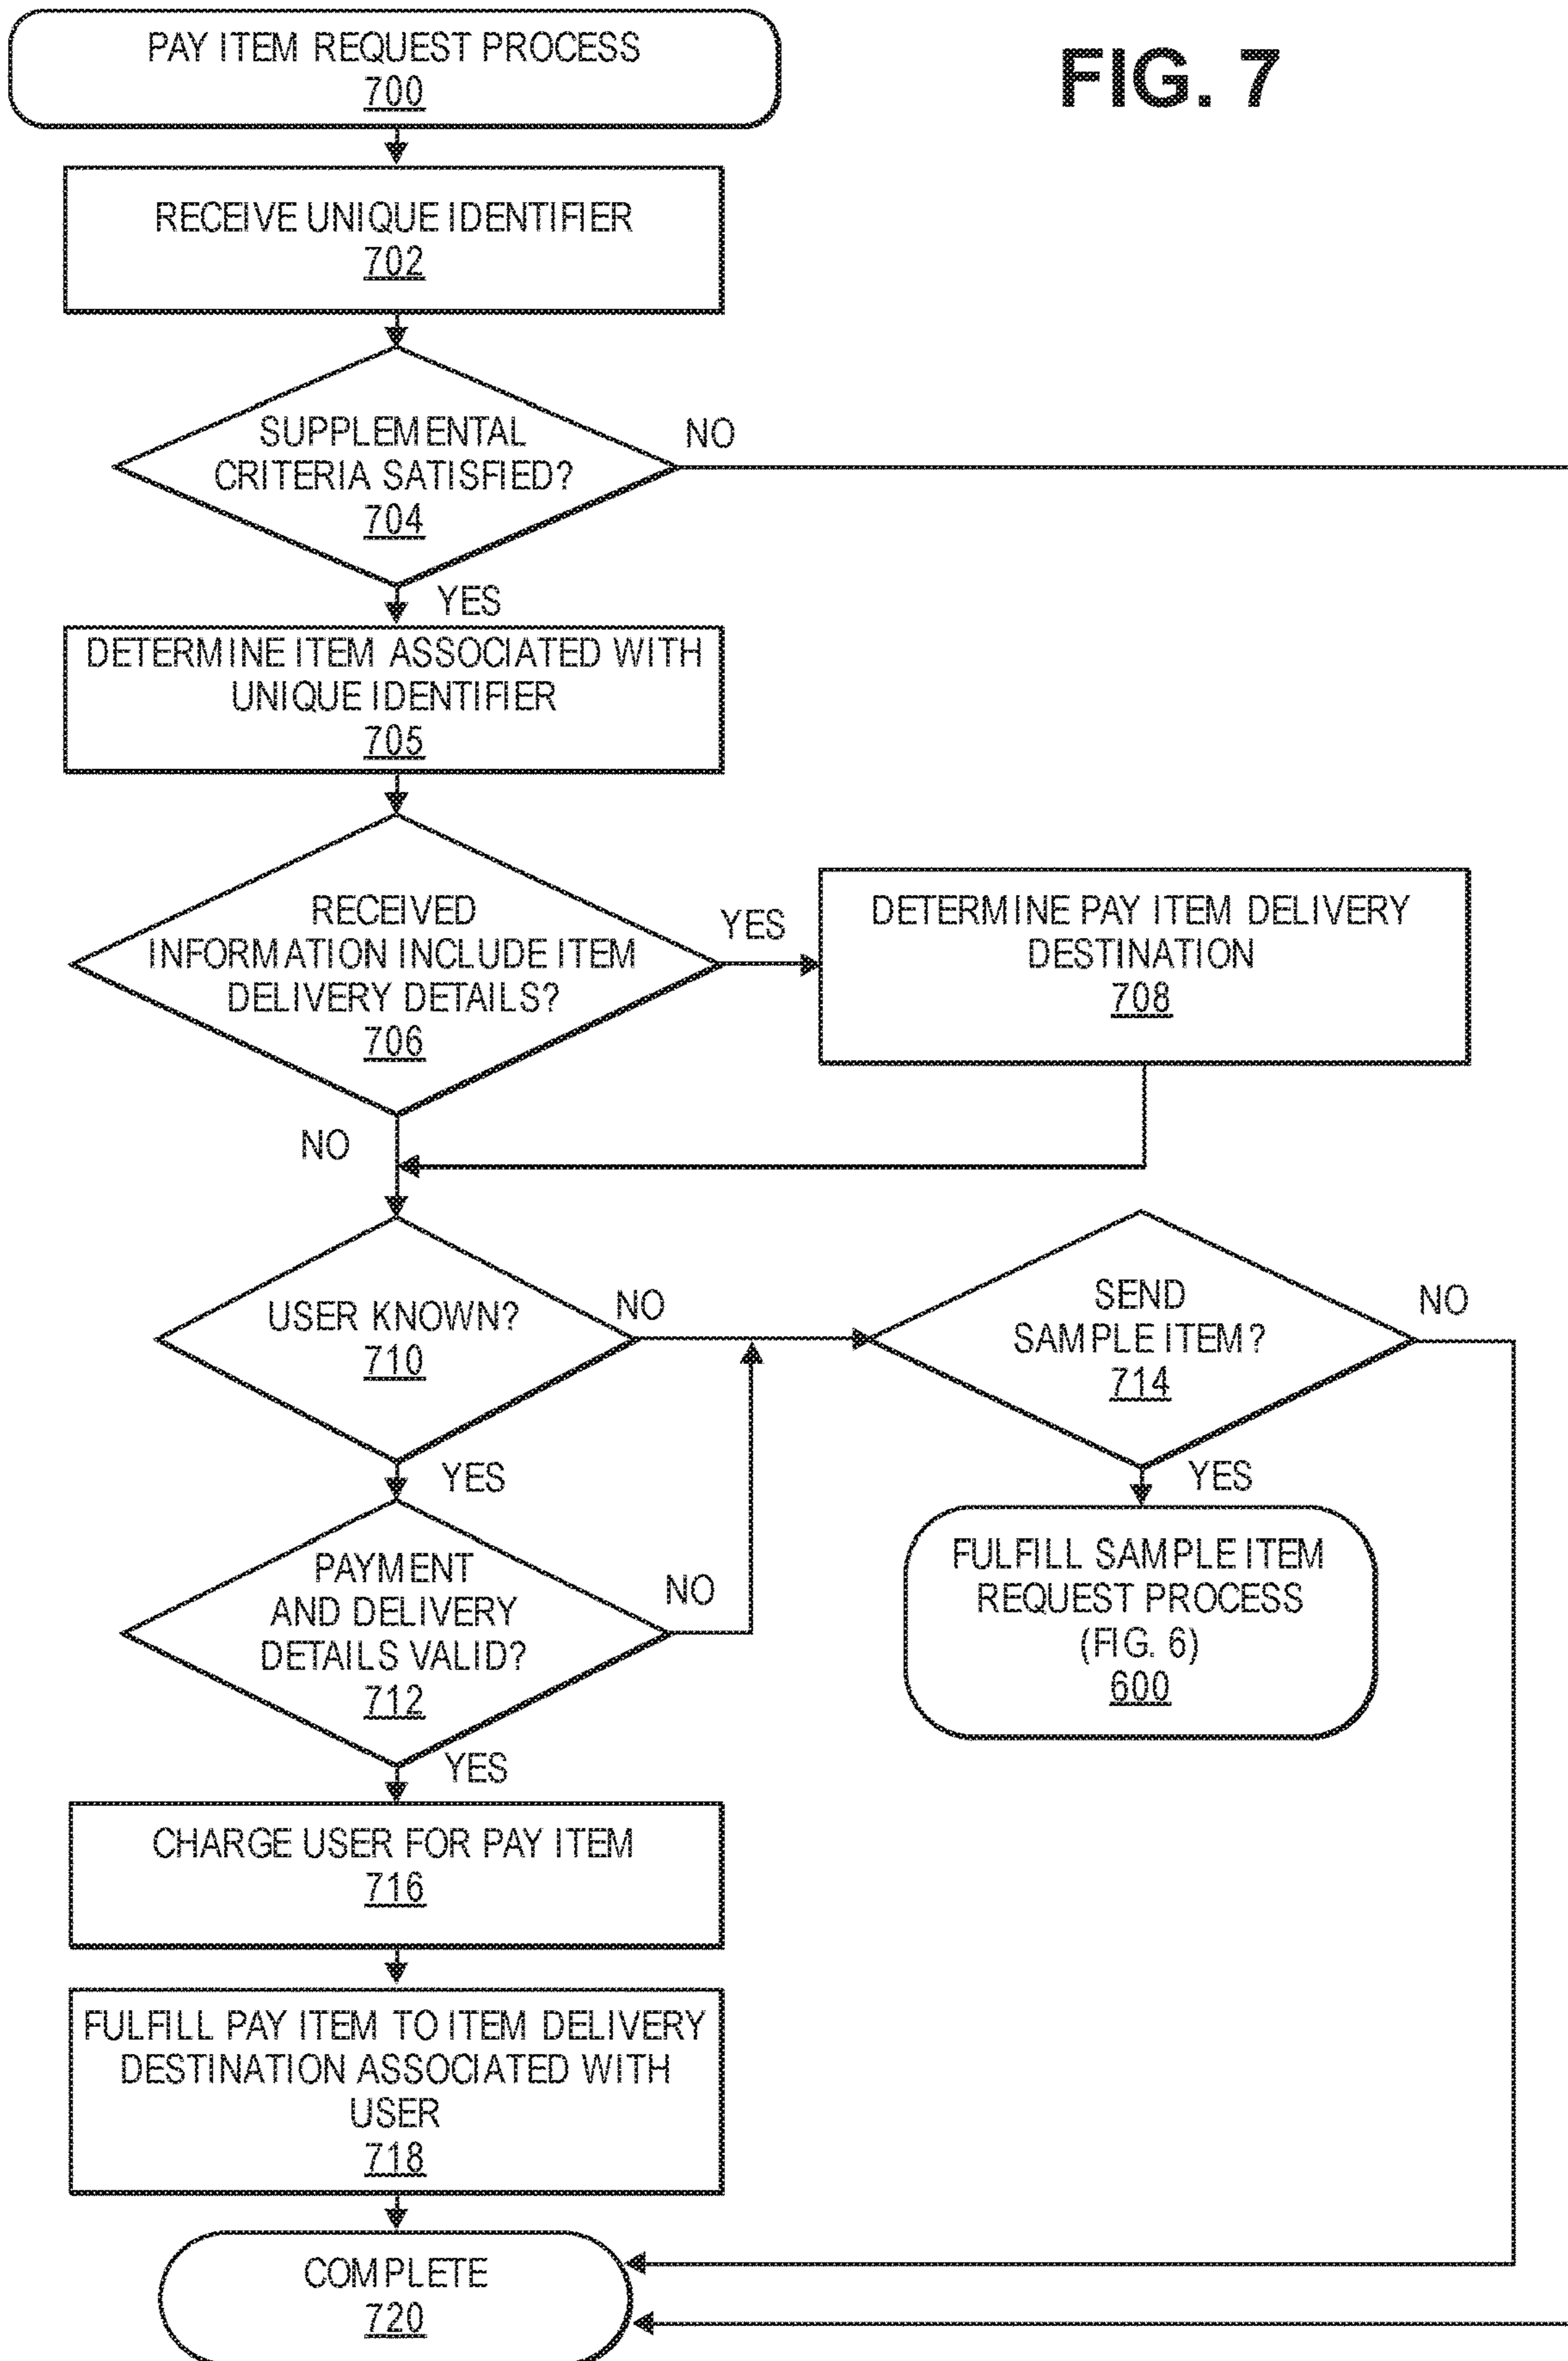 PAY ITEM REQUEST PROCESS
700
FIG. 7
RECEIVE UNIQUE IDENTIFIER
702
SUPPLEMENTAL
CRITERIA SATISFIED?
704
NO
YES
DETERMINE ITEM ASSOCIATED WITH
UNIQUE IDENTIFIER
705
RECEIVED
INFORMATION INCLUDE ITEM
DELIVERY DETAILS?
706
YES
DETERMINE PAY ITEM DELIVERY
DESTINATION
708
NO
USER KNOWN?
710
NO
SEND
SAMPLE ITEM?
714
NO
YES
YES
PAYMENT
AND DELIVERY
DETAILS VALID?
712
NO
FULFILL SAMPLE ITEM
REQUEST PROCESS
(FIG. 6)
600
YES
CHARGE USER FOR PAY ITEM
716
FULFILL PAY ITEM TO ITEM DELIVERY
DESTINATION ASSOCIATED WITH
USER
718
COMPLETE
720